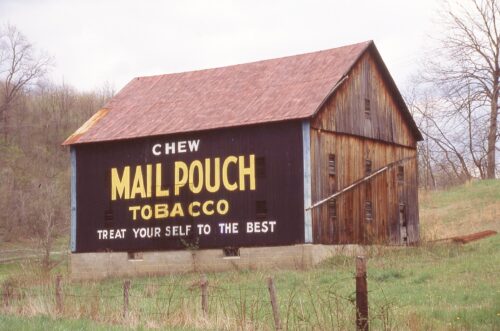 CHEW
MAIL POUCH
TOBACCO
TREAT YOUR SELF TO THE BEST